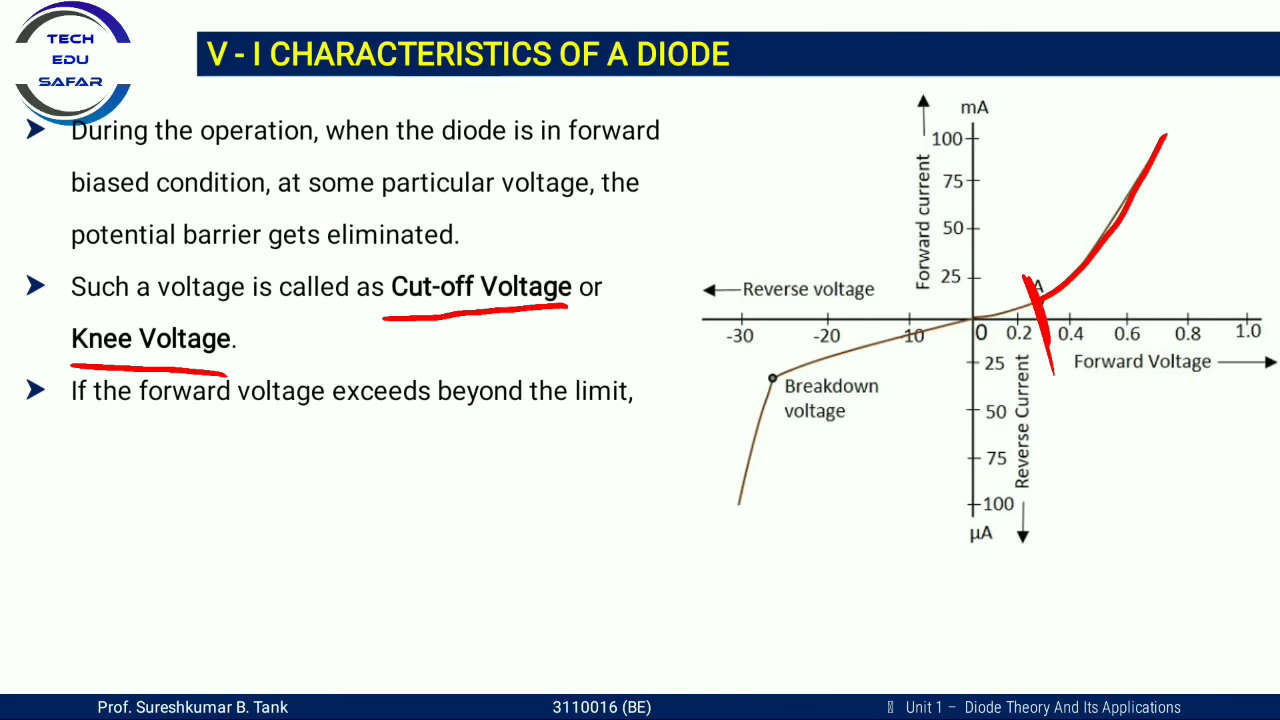 TECH
EDU
SAFAR
V - I CHARACTERISTICS OF A DIODE
During the operation, when the diode is in forward
biased condition, at some particular voltage, the
potential barrier gets eliminated.
Such a voltage is called as Cut-off Voltage or
Knee Voltage.
If the forward voltage exceeds beyond the limit,
mA
100
75
50
25
Forward current
A
Reverse voltage
-30 -20 -10 0 0.2 0.4 0.6 0.8 1.0
Forward Voltage
Breakdown
voltage
25
50
75
100
Reverse Current
μA
Prof. Sureshkumar B. Tank 3110016 (BE) Unit 1 – Diode Theory And Its Applications